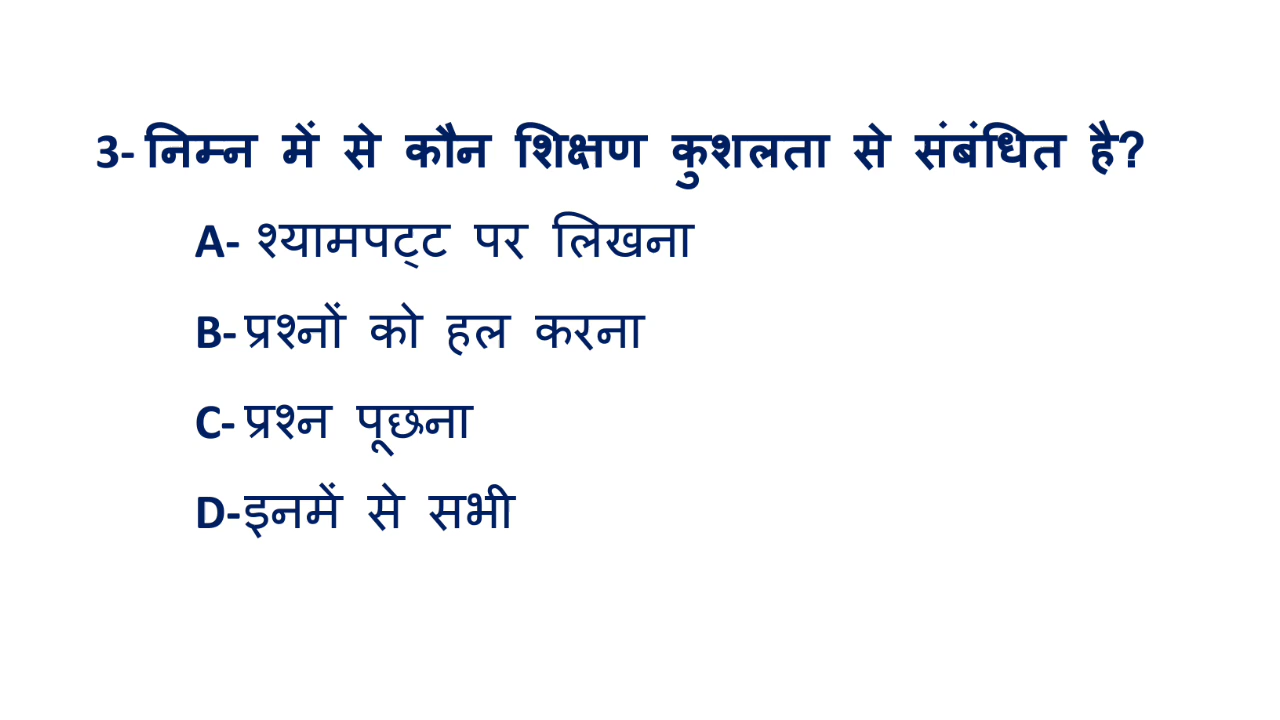 3- निम्न में से कौन शिक्षण कुशलता से संबंधित है?
A- श्यामपट्ट पर लिखना
B- प्रश्नों को हल करना
C- प्रश्न पूछना
D-इनमें से सभी